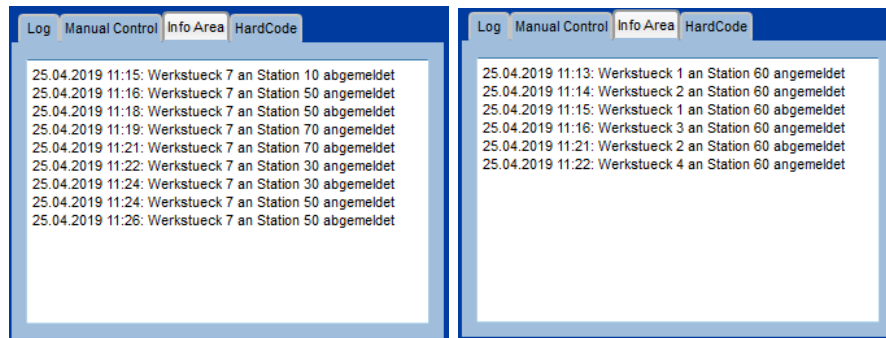 Log Manual Control Info Area HardCode
25.04.2019 11:15: Werkstueck 7 an Station 10 abgemeldet
25.04.2019 11:16: Werkstueck 7 an Station 50 angemeldet
25.04.2019 11:18: Werkstueck 7 an Station 50 abgemeldet
25.04.2019 11:19: Werkstueck 7 an Station 70 angemeldet
25.04.2019 11:21: Werkstueck 7 an Station 70 abgemeldet
25.04.2019 11:22: Werkstueck 7 an Station 30 angemeldet
25.04.2019 11:24: Werkstueck 7 an Station 30 abgemeldet
25.04.2019 11:24: Werkstueck 7 an Station 50 angemeldet
25.04.2019 11:26: Werkstueck 7 an Station 50 abgemeldet
Log Manual Control Info Area HardCode
25.04.2019 11:13: Werkstueck 1 an Station 60 angemeldet
25.04.2019 11:14: Werkstueck 2 an Station 60 angemeldet
25.04.2019 11:15: Werkstueck 1 an Station 60 abgemeldet
25.04.2019 11:16: Werkstueck 3 an Station 60 angemeldet
25.04.2019 11:21: Werkstueck 2 an Station 60 abgemeldet
25.04.2019 11:22: Werkstueck 4 an Station 60 angemeldet